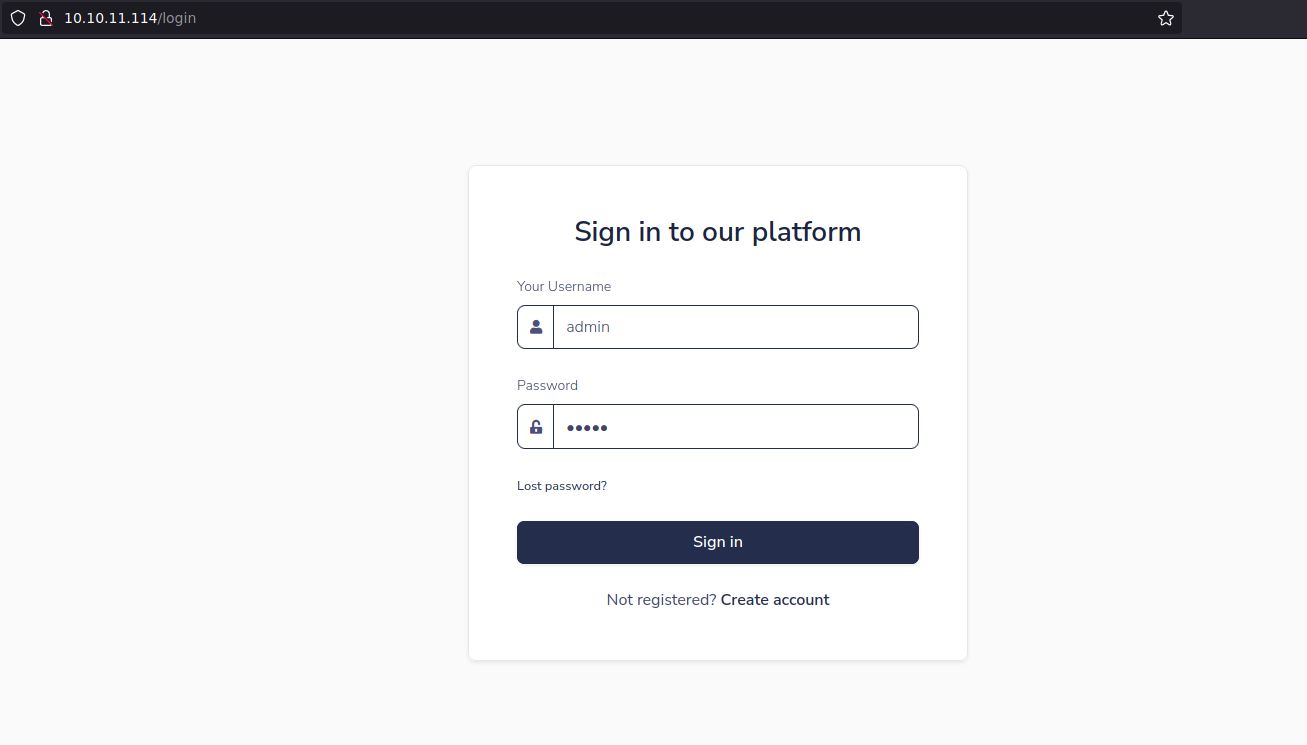 10.10.11.114/login
Sign in to our platform
Your Username
admin
Password
•••••
Lost password?
Sign in
Not registered? Create account